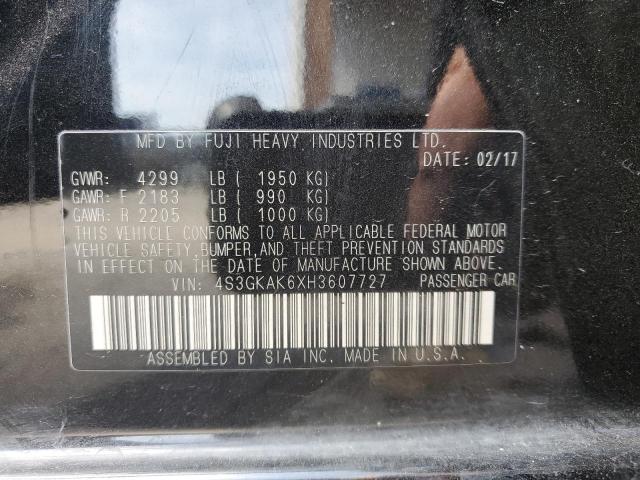 MFD BY FUJI HEAVY INDUSTRIES LTD.
DATE: 02/17
GVWR: 4299 LB ( 1950 KG)
GAWR: F 2183 LB ( 990 KG)
GAWR: R 2205 LB ( 1000 KG)
THIS VEHICLE CONFORMS TO ALL APPLICABLE FEDERAL MOTOR
VEHICLE SAFETY, BUMPER, AND THEFT PREVENTION STANDARDS
IN EFFECT ON THE DATE OF MANUFACTURE SHOWN ABOVE.
VIN: 4S3GKAK6XH3607727 PASSENGER CAR
ASSEMBLED BY SIA INC. MADE IN U.S.A.